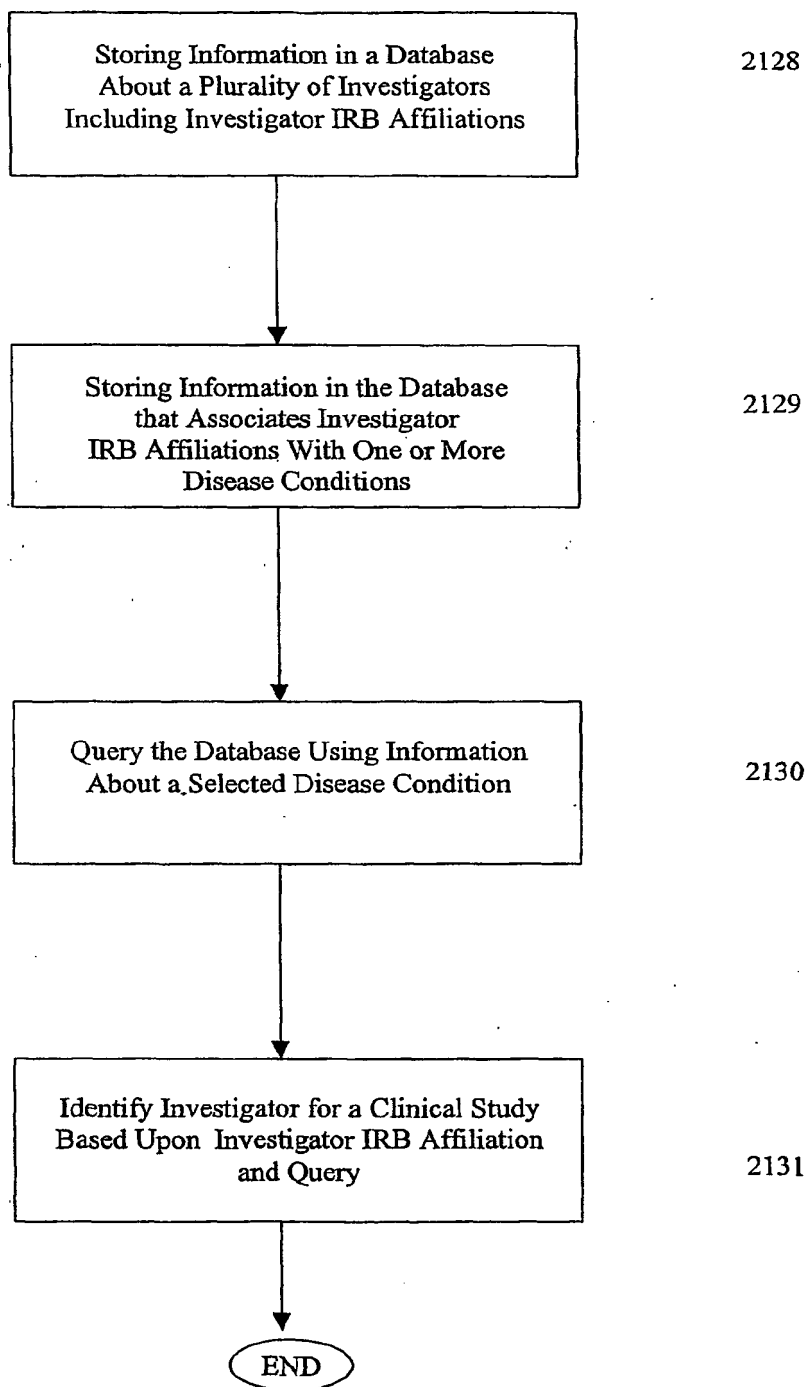 Storing Information in a Database
About a Plurality of Investigators
Including Investigator IRB Affiliations
2128
Storing Information in the Database
that Associates Investigator
IRB Affiliations With One or More
Disease Conditions
2129
Query the Database Using Information
About a Selected Disease Condition
2130
Identify Investigator for a Clinical Study
Based Upon Investigator IRB Affiliation
and Query
2131
END